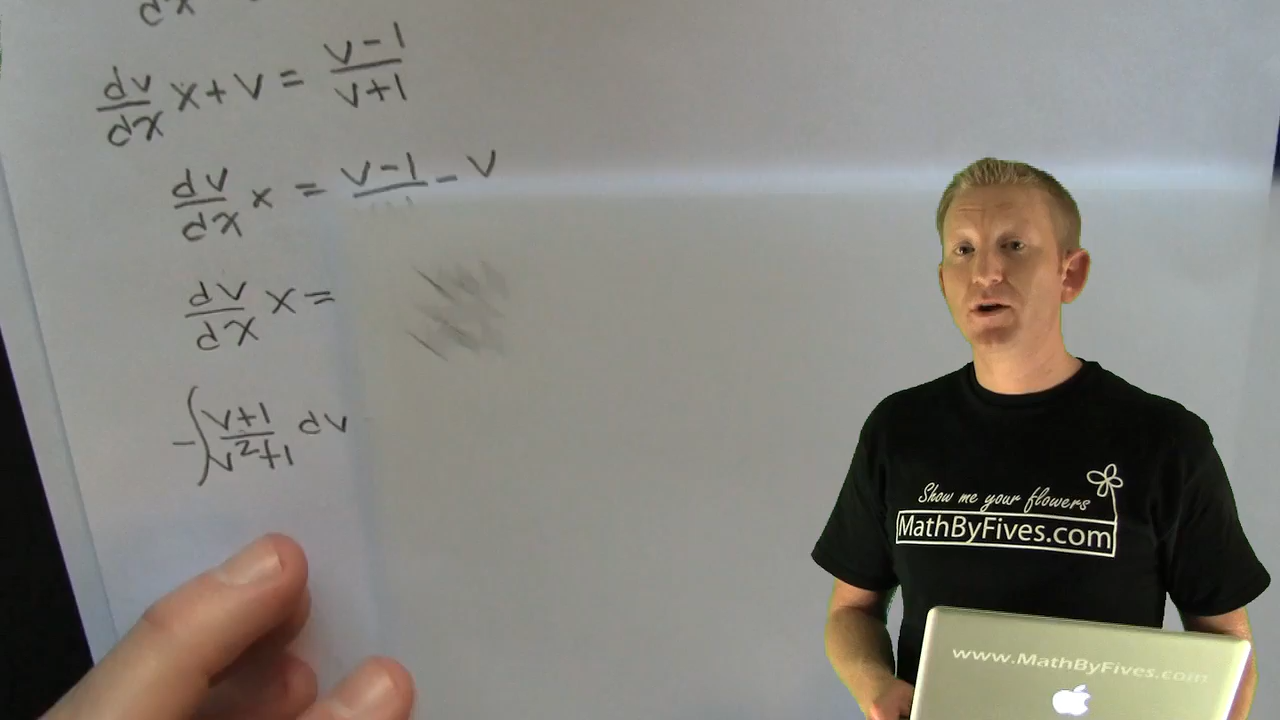 dv/dx x + v = v-1/v+1
dv/dx x = v-1/ - v
dv/dx x =
-∫ v+1/v²+1 dv
Show me your flowers
MathByFives.com
www.MathByFives.com